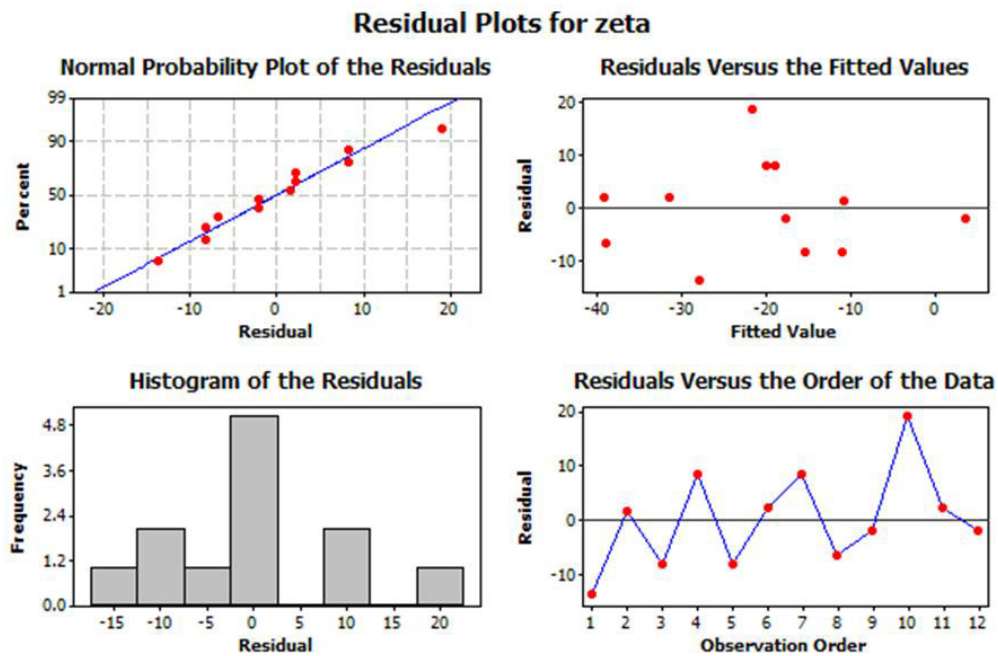 Residual Plots for zeta
Normal Probability Plot of the Residuals
99
90
50
10
1
Percent
-20 -10 0 10 20
Residual
Residuals Versus the Fitted Values
20
10
0
-10
Residual
-40 -30 -20 -10 0
Fitted Value
Histogram of the Residuals
4.8
3.6
2.4
1.2
0.0
Frequency
-15 -10 -5 0 5 10 15 20
Residual
Residuals Versus the Order of the Data
20
10
0
-10
Residual
1 2 3 4 5 6 7 8 9 10 11 12
Observation Order